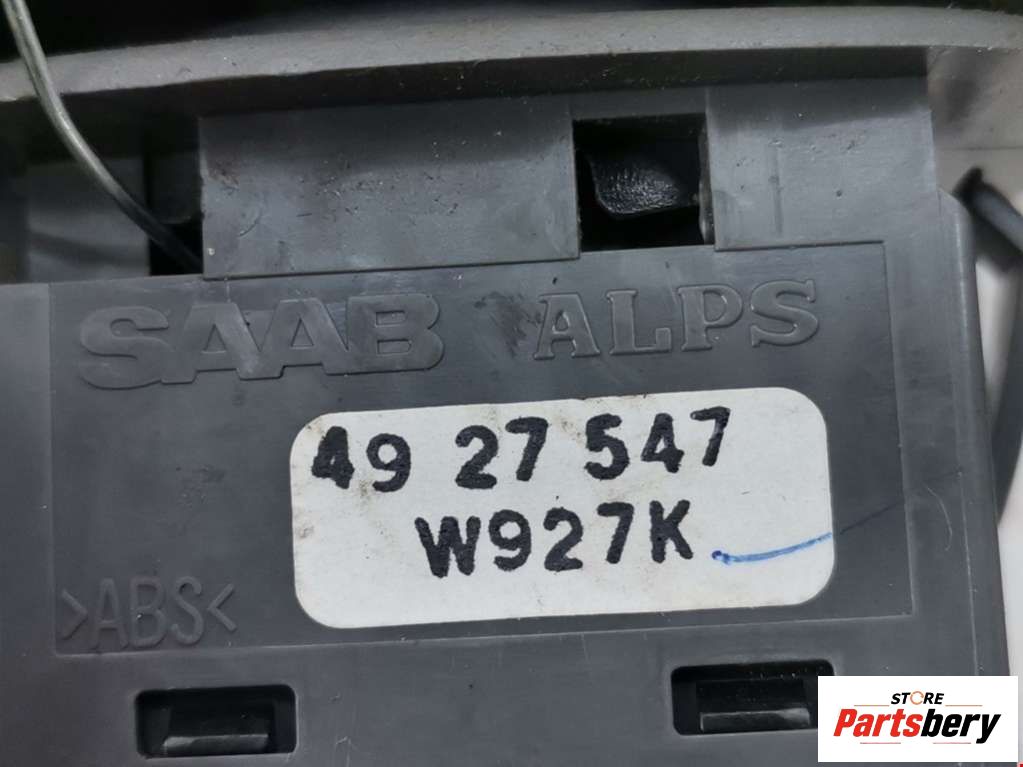 SAAB ALPS
49 27 547
W927K
>ABS<
STORE
Partsbery